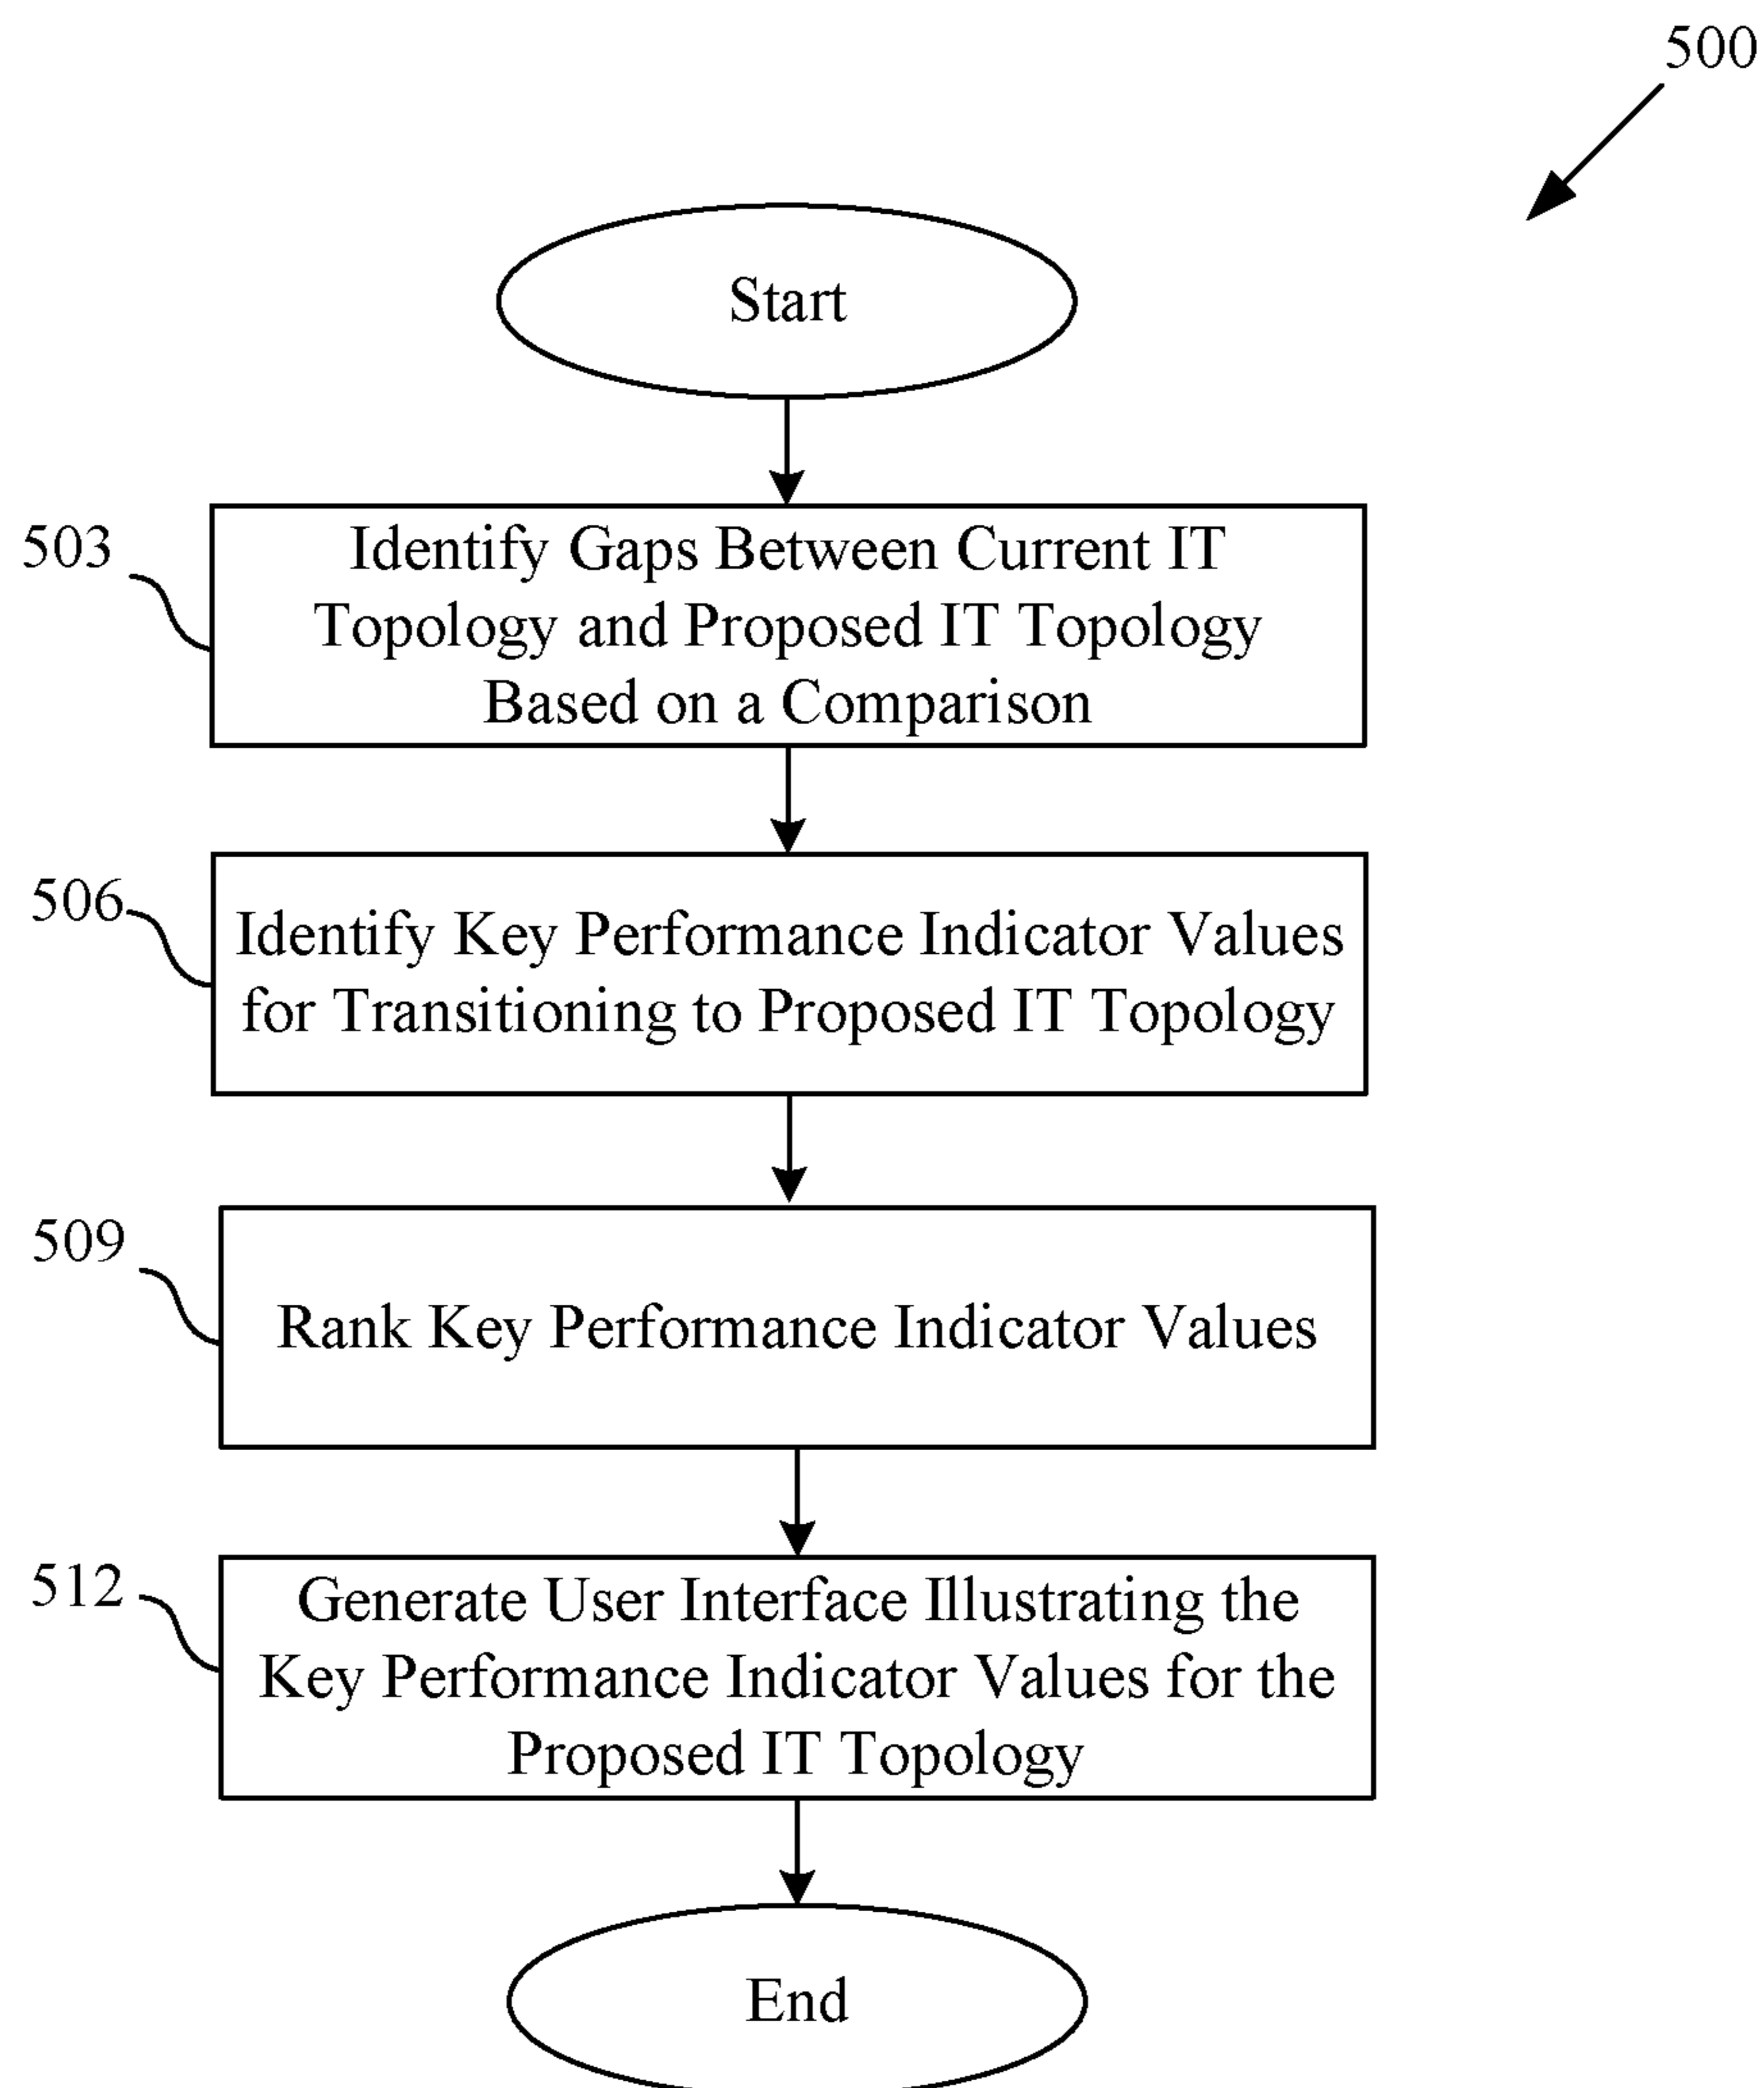 500
Start
503
Identify Gaps Between Current IT
Topology and Proposed IT Topology
Based on a Comparison
506
Identify Key Performance Indicator Values
for Transitioning to Proposed IT Topology
509
Rank Key Performance Indicator Values
512
Generate User Interface Illustrating the
Key Performance Indicator Values for the
Proposed IT Topology
End